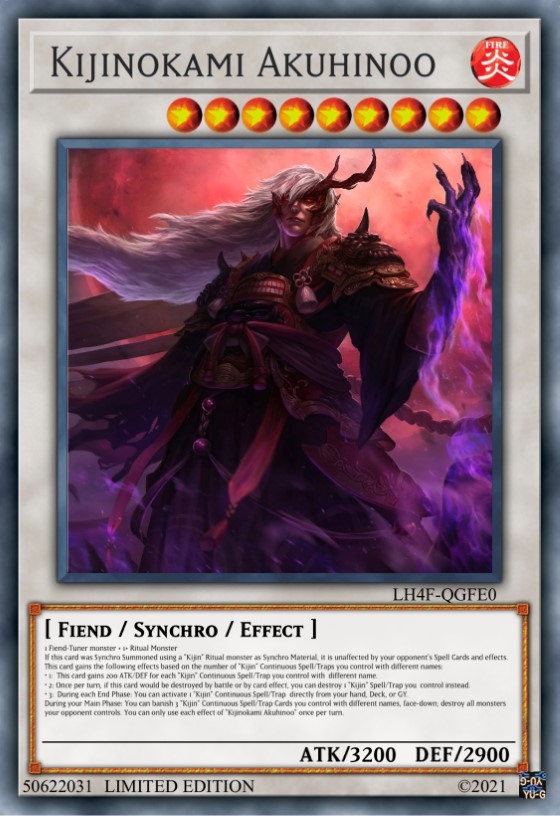 Kijinokami Akuhinoo
FIRE
炎
LH4F-QGFE0
[ Fiend / Synchro / Effect ]
1 Fiend-Tuner monster + 1+ Ritual Monster
If this card was Synchro Summoned using a "Kijin" Ritual monster as Synchro Material, it is unaffected by your opponent's Spell Cards and effects.
This card gains the following effects based on the number of "Kijin" Continuous Spell/Traps you control with different names:
• 1: This card gains 200 ATK/DEF for each "Kijin" Continuous Spell/Trap you control with different name.
• 2: Once per turn, if this card would be destroyed by battle or by card effect, you can destroy 1 "Kijin" Spell/Trap you control instead.
• 3: During each End Phase: You can activate 1 "Kijin" Continuous Spell/Trap directly from your hand, Deck, or GY.
During your Main Phase: You can banish 3 "Kijin" Continuous Spell/Trap Cards you control with different names, face-down; destroy all monsters
your opponent controls. You can only use each effect of "Kijinokami Akuhinoo" once per turn.
ATK/3200 DEF/2900
50622031 LIMITED EDITION ©2021